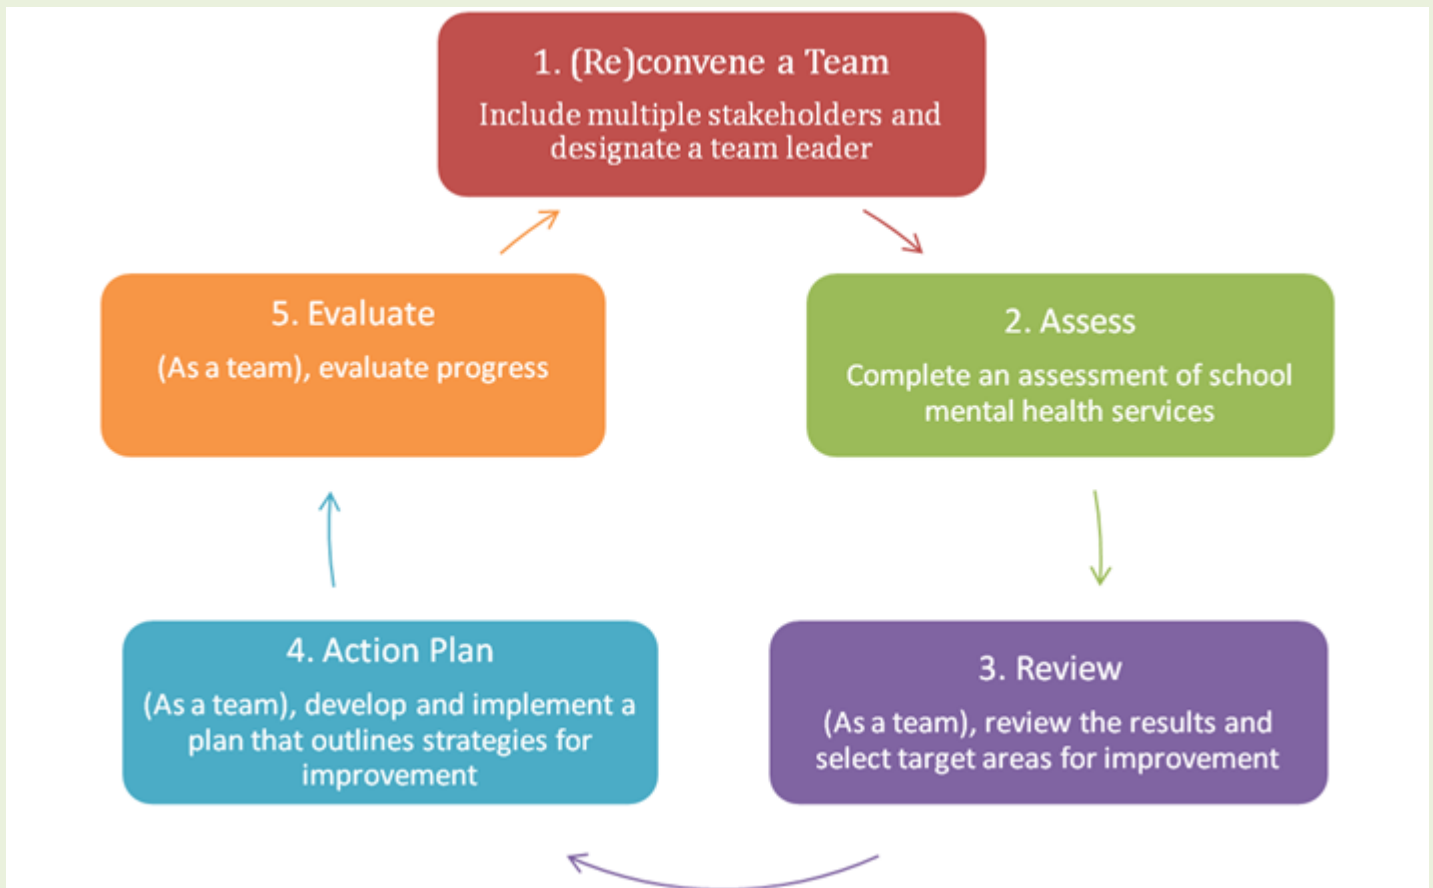 1. (Re)convene a Team
Include multiple stakeholders and
designate a team leader
2. Assess
Complete an assessment of school
mental health services
3. Review
(As a team), review the results and
select target areas for improvement
4. Action Plan
(As a team), develop and implement a
plan that outlines strategies for
improvement
5. Evaluate
(As a team), evaluate progress